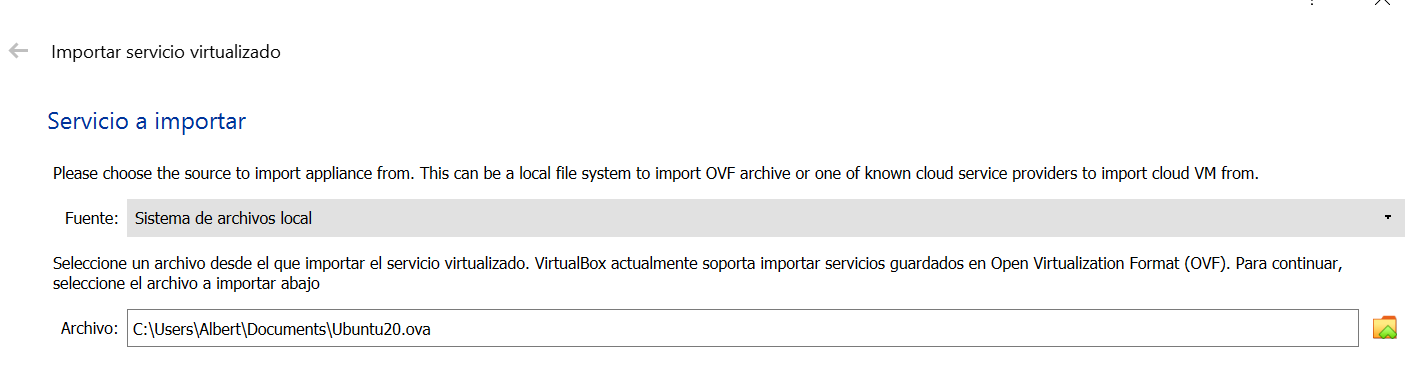 Importar servicio virtualizado
Servicio a importar
Please choose the source to import appliance from. This can be a local file system to import OVF archive or one of known cloud service providers to import cloud VM from.
Fuente: Sistema de archivos local
Seleccione un archivo desde el que importar el servicio virtualizado. VirtualBox actualmente soporta importar servicios guardados en Open Virtualization Format (OVF). Para continuar,
seleccione el archivo a importar abajo
Archivo: C:\Users\Albert\Documents\Ubuntu20.ova